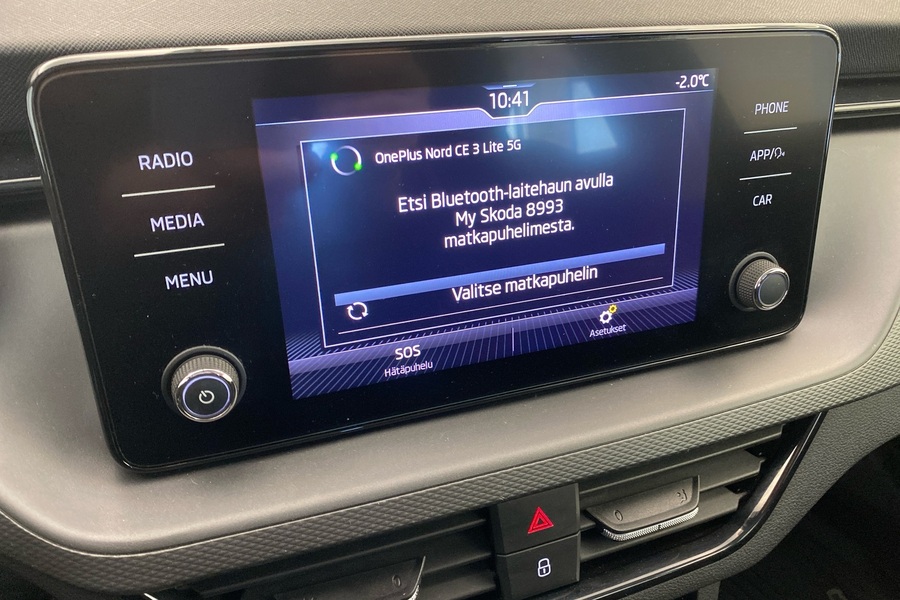 10:41
-2.0°C
RADIO
MEDIA
MENU
OnePlus Nord CE 3 Lite 5G
Etsi Bluetooth-laitehaun avulla
My Skoda 8993
matkapuhelimesta.
Valitse matkapuhelin
SOS
Hätäpuhelu
Asetukset
PHONE
APP/
CAR